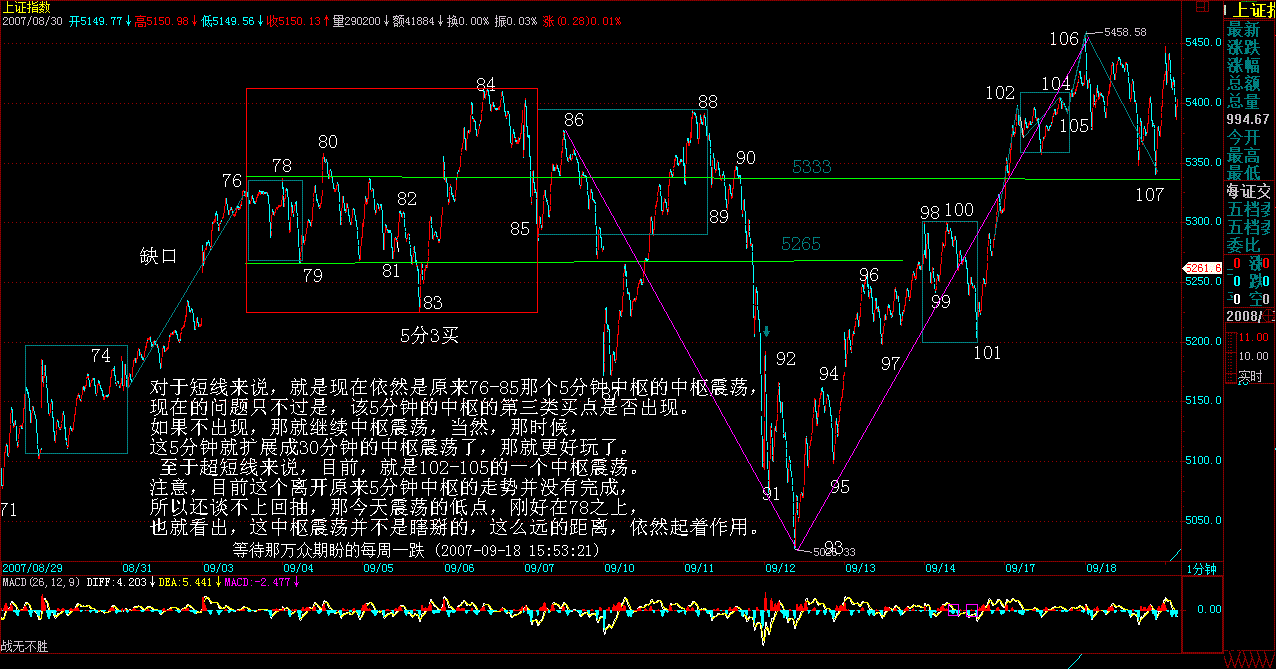 上证指数
2007/08/30 开5149.77↓高5150.98↓低5149.56↓收5150.13↑量290200↓额41884↓换0.00% 振0.03% 涨(0.28)0.01%
上证指
最新
涨跌
涨幅
总额
总量
994.67
今开
最高
最低
五档
五档
委比
0 涨0
0 跌0
0 空0
2008/
11.00
10.00
实时
5450.0
5400.0
5350.0
5300.0
5261.6
5250.0
5200.0
5150.0
5100.0
5050.0
106 5458.58
84
102 104
88
86
105
80
90
78
5333
76
107
82
98 100
89
85
5265
缺口
81
96
79
83
99
5分3买
101
74
92
97
94
对于短线来说，就是现在依然是原来76-85那个5分钟中枢的中枢震荡，
现在的问题只不过是，该5分钟的中枢的第三类买点是否出现。
如果不出现，那就继续中枢震荡，当然，那时候，
这5分钟就扩展成30分钟的中枢震荡了，那就更好玩了。
至于超短线来说，目前，就是102-105的一个中枢震荡。
注意，目前这个离开原来5分钟中枢的走势并没有完成，
所以还谈不上回抽，那今天震荡的低点，刚好在78之上，
也就看出，这中枢震荡并不是瞎掰的，这么远的距离，依然起着作用。
等待那万众期盼的每周一跌 (2007-09-18 15:53:21)
95
91
71
93
2007/08/29 08/31 09/03 09/04 09/05 09/06 09/07 09/10 09/11 09/12 09/13 09/14 09/17 09/18 1分钟
MACD(26,12,9) DIFF:4.203↓DEA:5.441↓MACD:-2.477↓
0.00
战无不胜